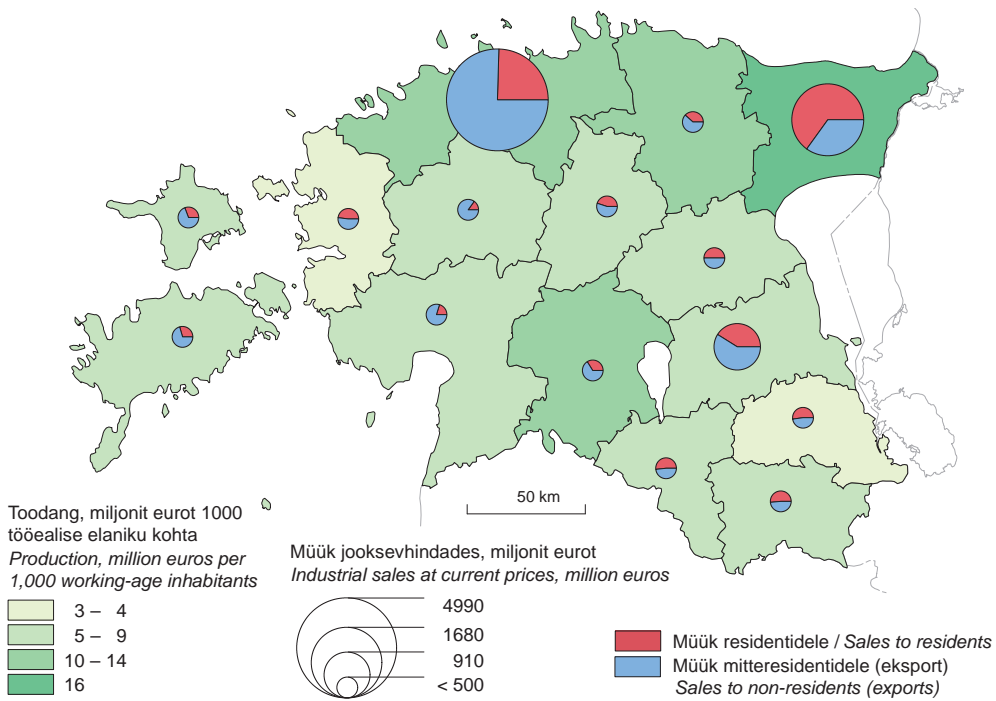 50 km
Toodang, miljonit eurot 1000
tööealise elaniku kohta
Production, million euros per
1,000 working-age inhabitants
3 – 4
5 – 9
10 – 14
16
Müük jooksevhindades, miljonit eurot
Industrial sales at current prices, million euros
4990
1680
910
< 500
Müük residentidele / Sales to residents
Müük mitteresidentidele (eksport)
Sales to non-residents (exports)